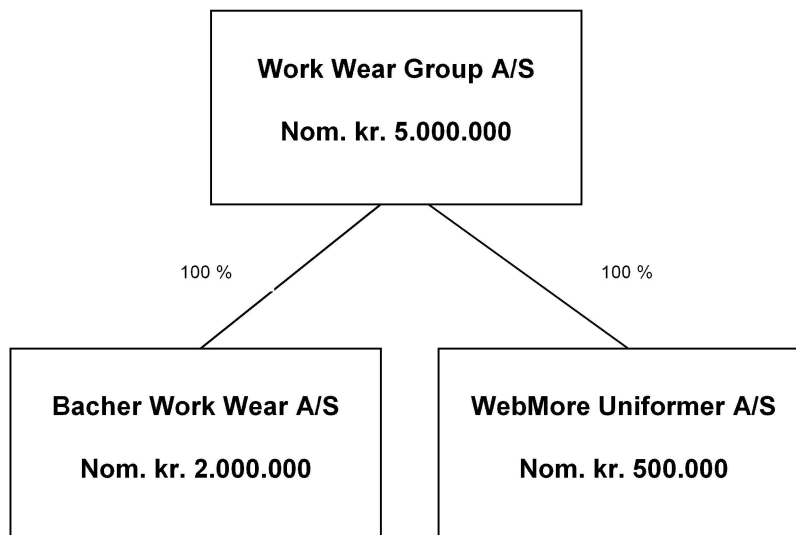 Work Wear Group A/S
Nom. kr. 5.000.000
100 %
100 %
Bacher Work Wear A/S
Nom. kr. 2.000.000
WebMore Uniformer A/S
Nom. kr. 500.000